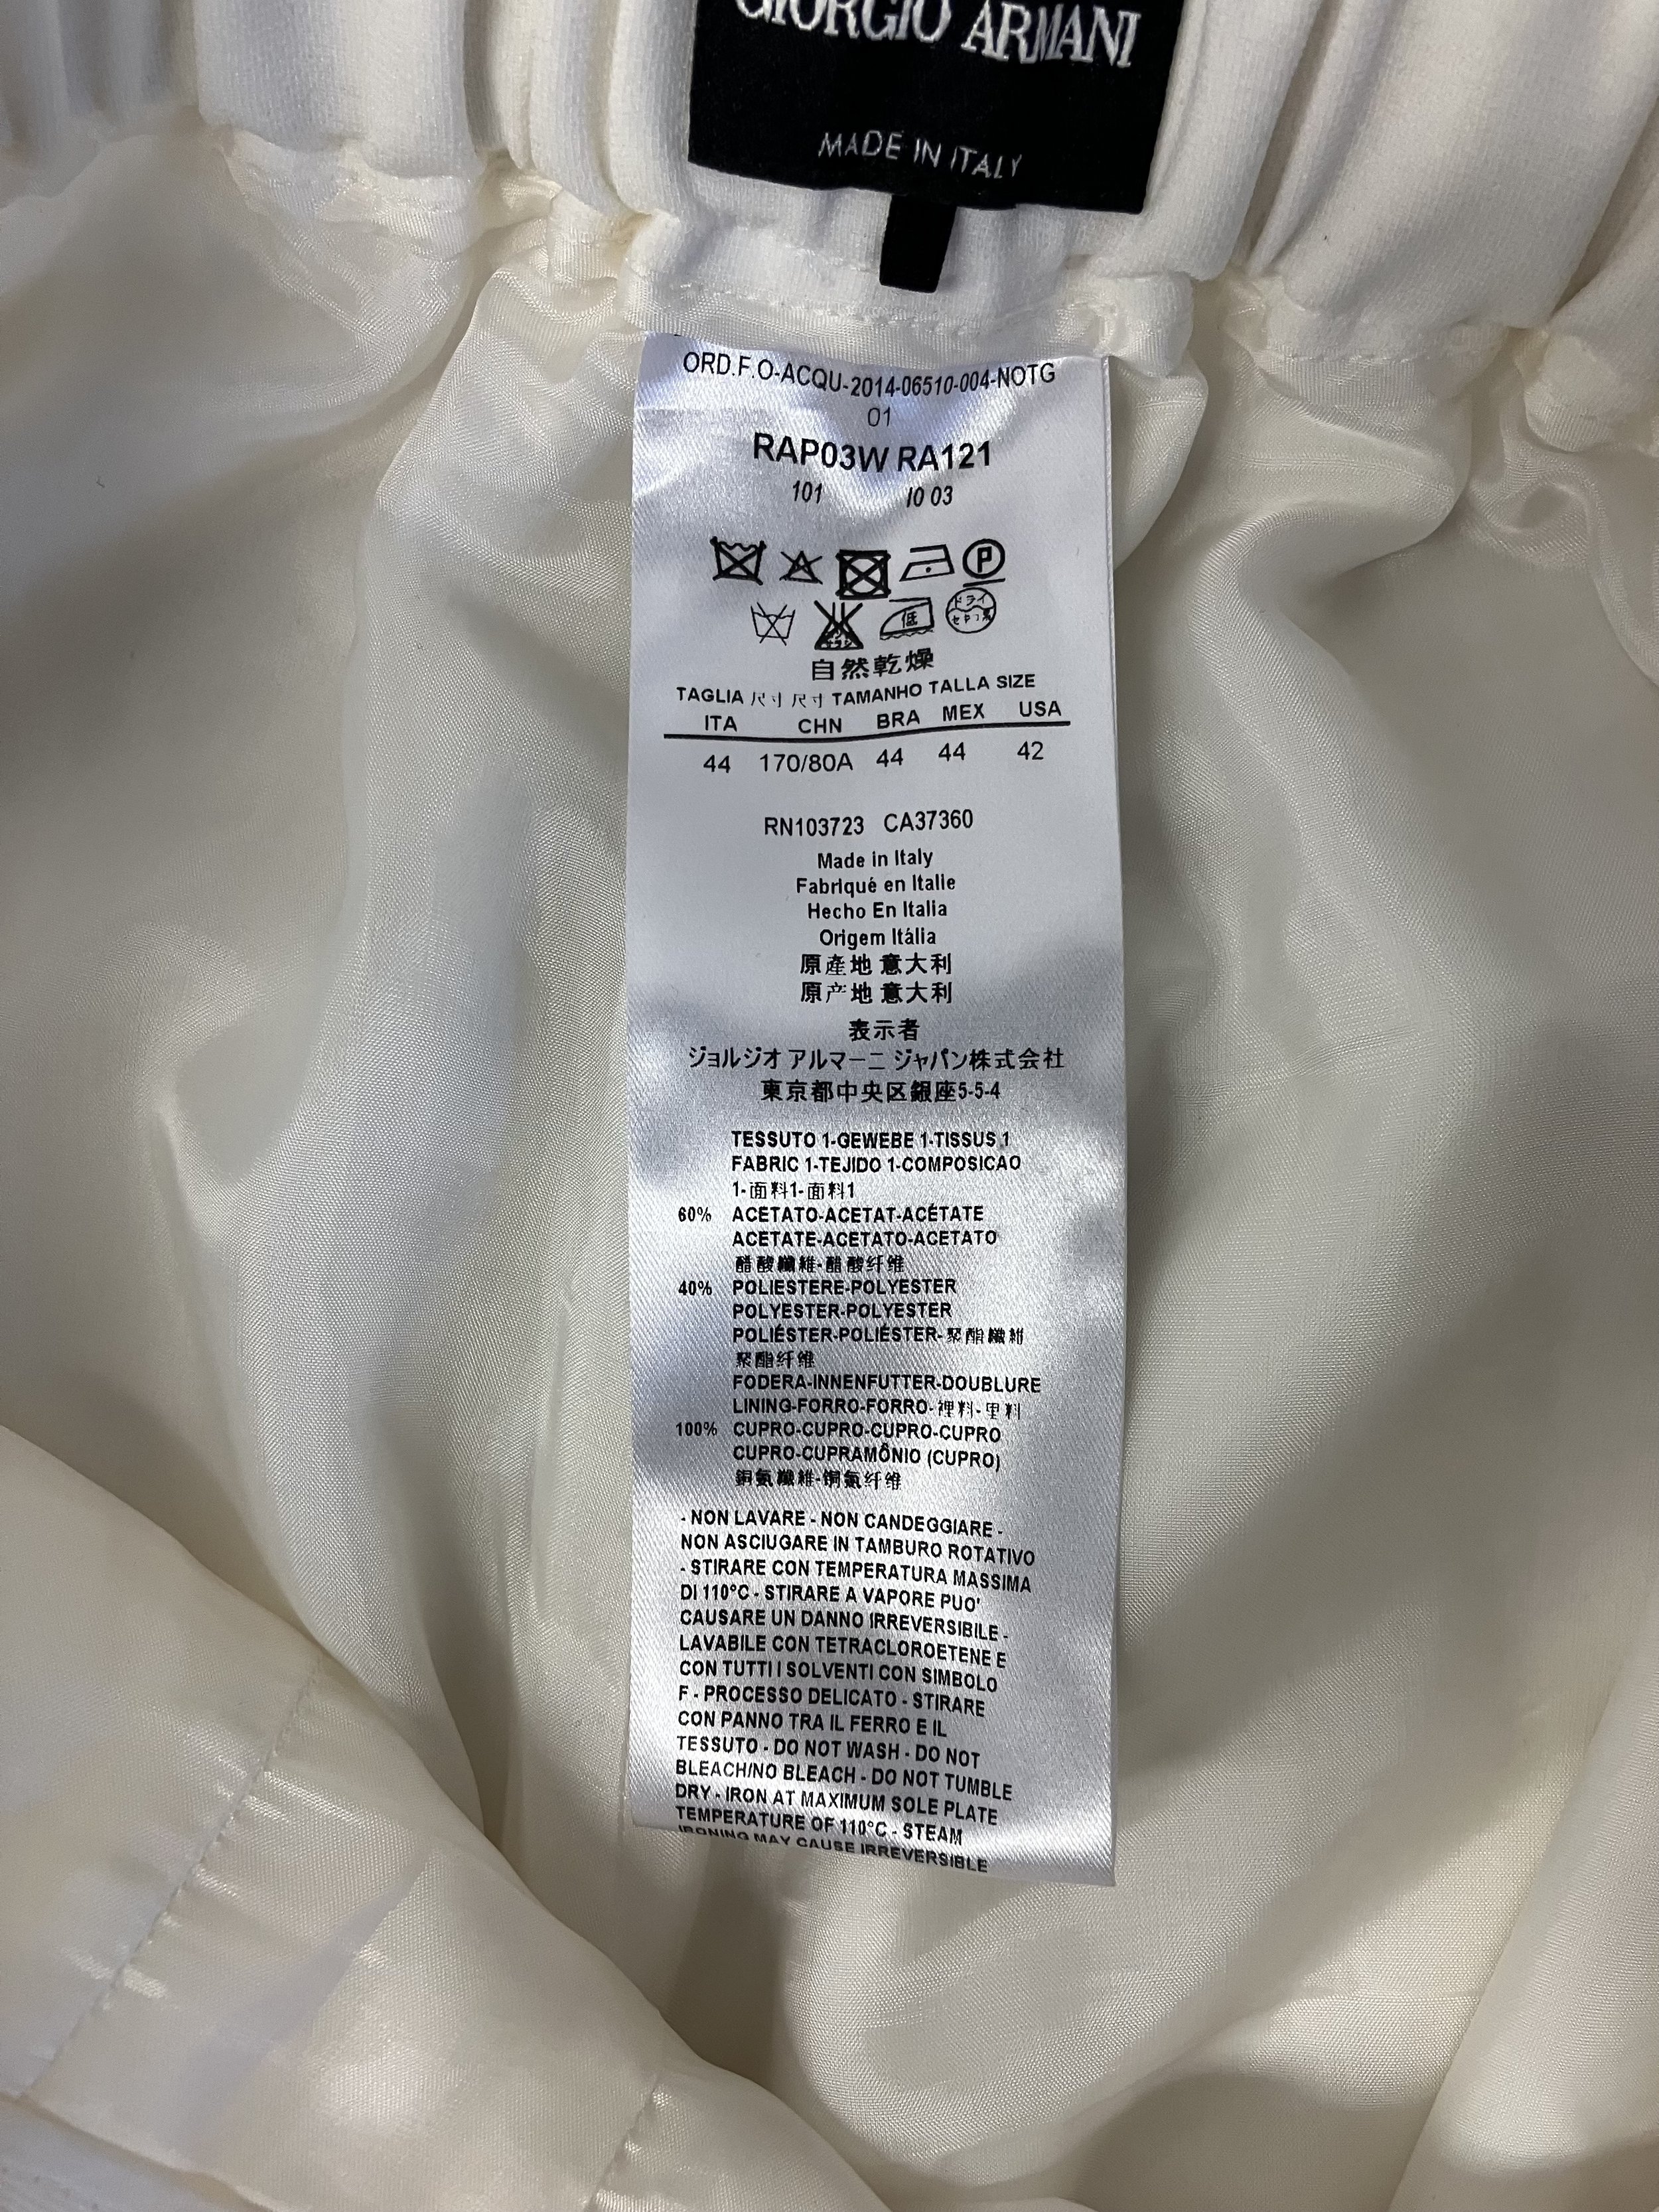 GIORGIO ARMANI
MADE IN ITALY
ORD.F.O-ACQU-2014-06510-004-NOTG
01
RAP03W RA121
101 I0 03
P
低 ドライ
自然乾燥
TAGLIA 尺寸 尺寸 TAMANHO TALLA SIZE
ITA CHN BRA MEX USA
44 170/80A 44 44 42
RN103723 CA37360
Made in Italy
Fabriqué en Italie
Hecho En Italia
Origem Itália
原產地 意大利
原产地 意大利
表示者
ジョルジオ アルマーニ ジャパン株式会社
東京都中央区銀座5-5-4
TESSUTO 1-GEWEBE 1-TISSUS 1
FABRIC 1-TEJIDO 1-COMPOSICAO
1-面料1-面料1
60% ACETATO-ACETAT-ACÉTATE
ACETATE-ACETATO-ACETATO
醋酸纖維-醋酸纤维
40% POLIESTERE-POLYESTER
POLYESTER-POLYESTER
POLIÉSTER-POLIÉSTER-聚酯纖維
聚酯纤维
FODERA-INNENFUTTER-DOUBLURE
LINING-FORRO-FORRO-裡料-里料
100% CUPRO-CUPRO-CUPRO-CUPRO
CUPRO-CUPRAMÔNIO (CUPRO)
銅氨纖維-铜氨纤维
- NON LAVARE - NON CANDEGGIARE -
NON ASCIUGARE IN TAMBURO ROTATIVO
- STIRARE CON TEMPERATURA MASSIMA
DI 110°C - STIRARE A VAPORE PUO'
CAUSARE UN DANNO IRREVERSIBILE -
LAVABILE CON TETRACLOROETENE E
CON TUTTI I SOLVENTI CON SIMBOLO
F - PROCESSO DELICATO - STIRARE
CON PANNO TRA IL FERRO E IL
TESSUTO - DO NOT WASH - DO NOT
BLEACH/NO BLEACH - DO NOT TUMBLE
DRY - IRON AT MAXIMUM SOLE PLATE
TEMPERATURE OF 110°C - STEAM
IRONING MAY CAUSE IRREVERSIBLE